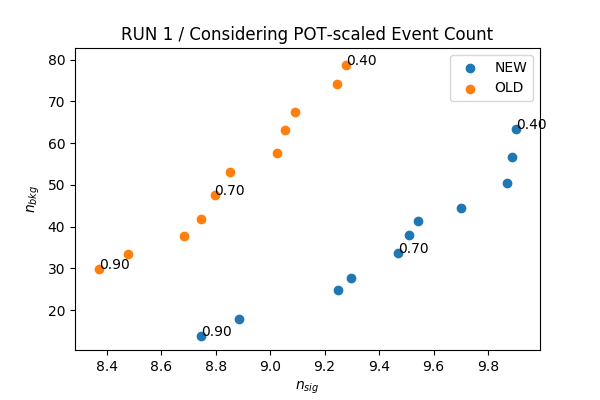 RUN 1 / Considering POT-scaled Event Count
80
70
60
50
40
30
20
n_bkg
0.40
0.70
0.90
0.40
0.70
0.90
NEW
OLD
8.4 8.6 8.8 9.0 9.2 9.4 9.6 9.8
n_sig